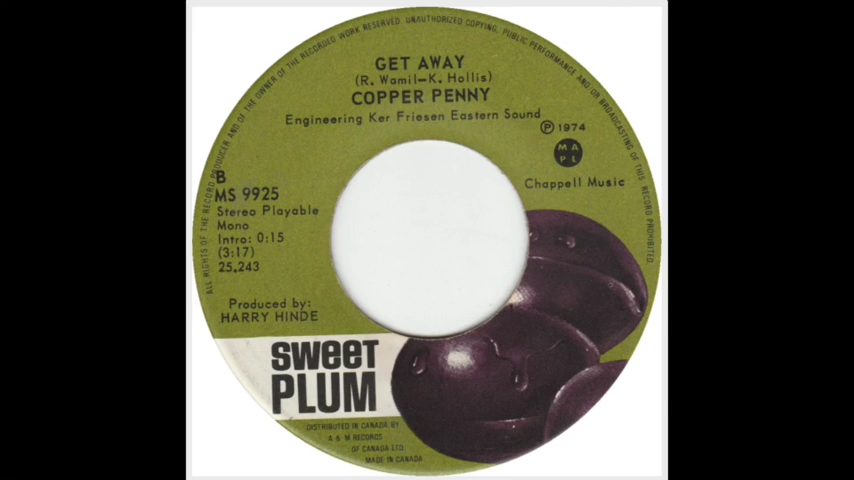 ALL RIGHTS OF THE RECORD PRODUCER AND OF THE OWNER OF THE RECORDED WORK RESERVED. UNAUTHORIZED COPYING, PUBLIC PERFORMANCE AND/OR BROADCASTING OF THIS RECORD PROHIBITED.
GET AWAY
(R. Wamil—K. Hollis)
COPPER PENNY
Engineering Ker Friesen Eastern Sound
Ⓟ 1974
MA
PL
Chappell Music
B
MS 9925
Stereo Playable
Mono
Intro: 0:15
(3:17)
25,243
Produced by:
HARRY HINDE
SWeeT
PLUM
DISTRIBUTED IN CANADA BY
A & M RECORDS
OF CANADA LTD.
MADE IN CANADA